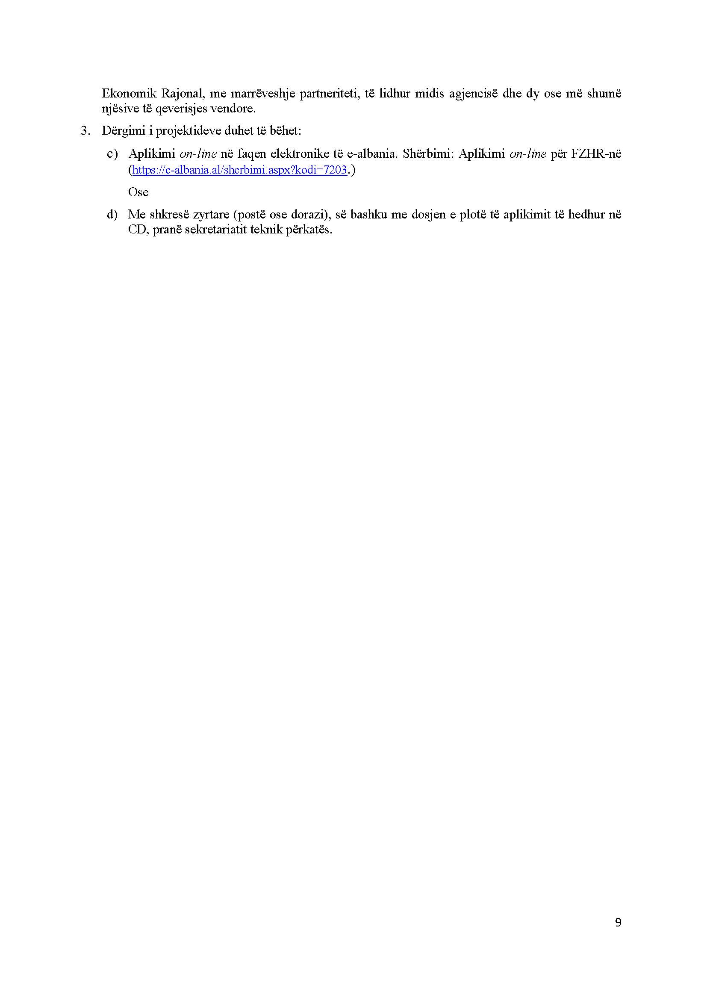 Ekonomik Rajonal, me marrëveshje partneriteti, të lidhur midis agjencisë dhe dy ose më shumë
njësive të qeverisjes vendore.
3. Dërgimi i projektideve duhet të bëhet:
c) Aplikimi on-line në faqen elektronike të e-albania. Shërbimi: Aplikimi on-line për FZHR-në
(https://e-albania.al/sherbimi.aspx?kodi=7203.)
Ose
d) Me shkresë zyrtare (postë ose dorazi), së bashku me dosjen e plotë të aplikimit të hedhur në
CD, pranë sekretariatit teknik përkatës.
9